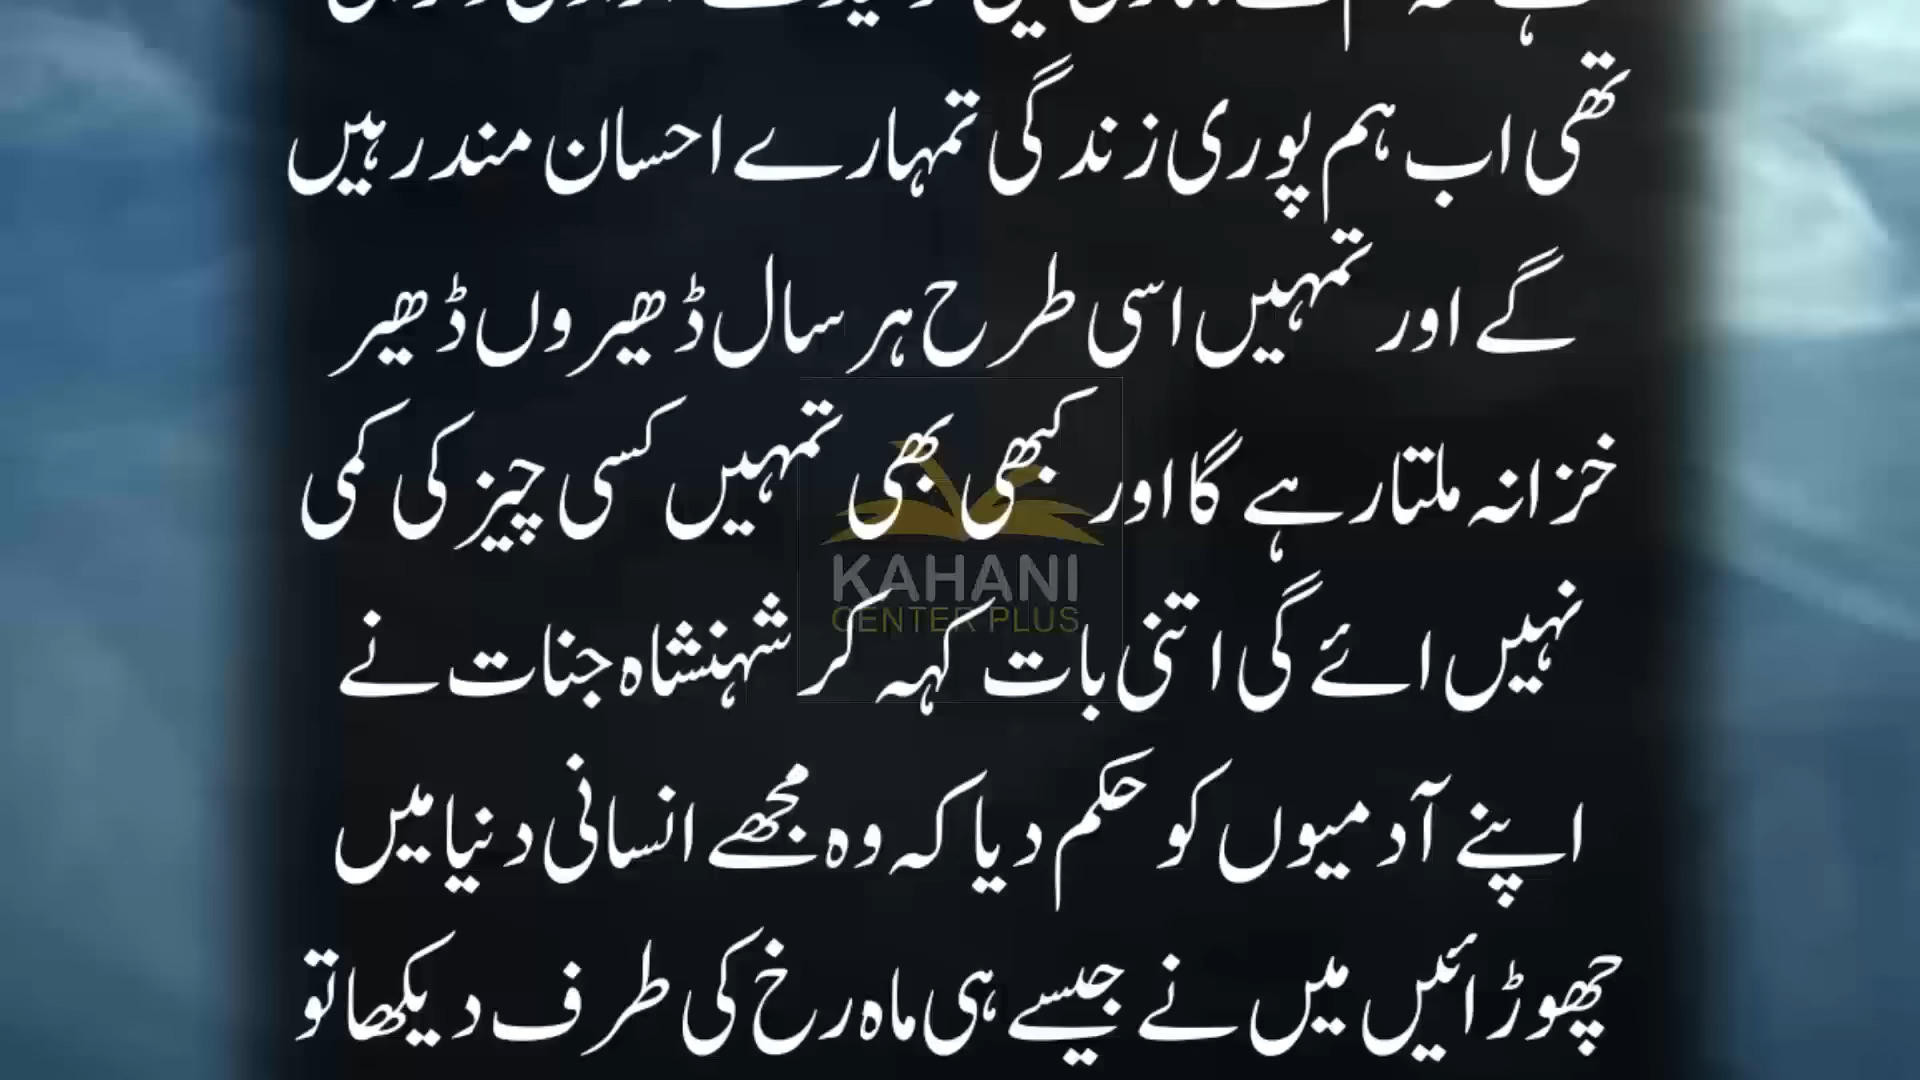 تھی اب ہم پوری زندگی تمہارے احسان مند رہیں
گے اور تمہیں اسی طرح ہر سال ڈھیروں ڈھیر
خزانہ ملتا رہے گا اور کبھی بھی تمہیں کسی چیز کی کمی
KAHANI
CENTER PLUS
نہیں ائے گی اتنی بات کہہ کر شہنشاہ جنات نے
اپنے آدمیوں کو حکم دیا کہ وہ مجھے انسانی دنیا میں
چھوڑ ائیں میں نے جیسے ہی ماہ رخ کی طرف دیکھا تو